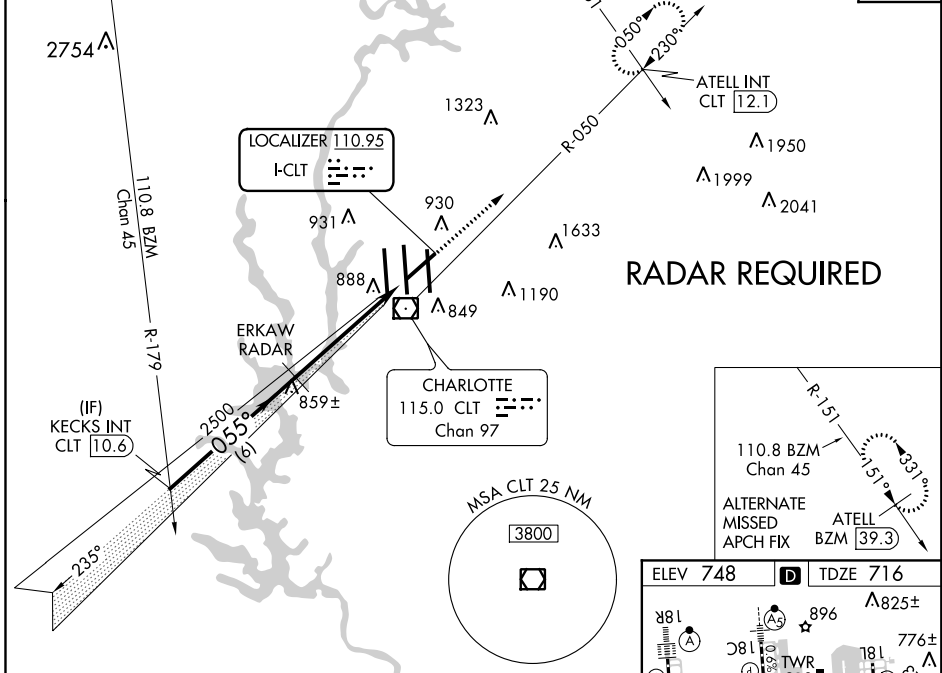 2754
050°
230°
ATELL INT
CLT 12.1
1323
R-050
LOCALIZER 110.95
I-CLT
1950
1999
2041
110.8 BZM
Chan 45
931
930
1633
RADAR REQUIRED
888
849
1190
ERKAW
RADAR
R-179
859±
CHARLOTTE
115.0 CLT
Chan 97
(IF)
KECKS INT
CLT 10.6
2500
055°
(6)
235°
MSA CLT 25 NM
3800
R-151
110.8 BZM
Chan 45
151°
331°
ALTERNATE
MISSED
APCH FIX
ATELL
BZM 39.3
ELEV 748
D
TDZE 716
825±
896
18R
A
A5
18C
TWR
18L
776±